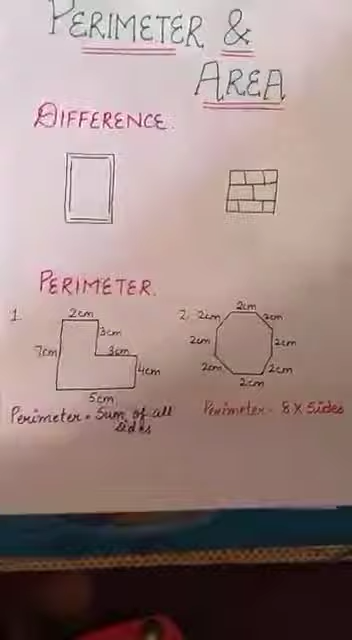 PERIMETER &
AREA
DIFFERENCE.
PERIMETER.
1.
2cm
3cm
7cm
3cm
4cm
5cm
Perimeter = Sum of all
sides
2.
2cm
2cm
2cm
2cm
2cm
2cm
2cm
2cm
Perimeter = 8 X Sides